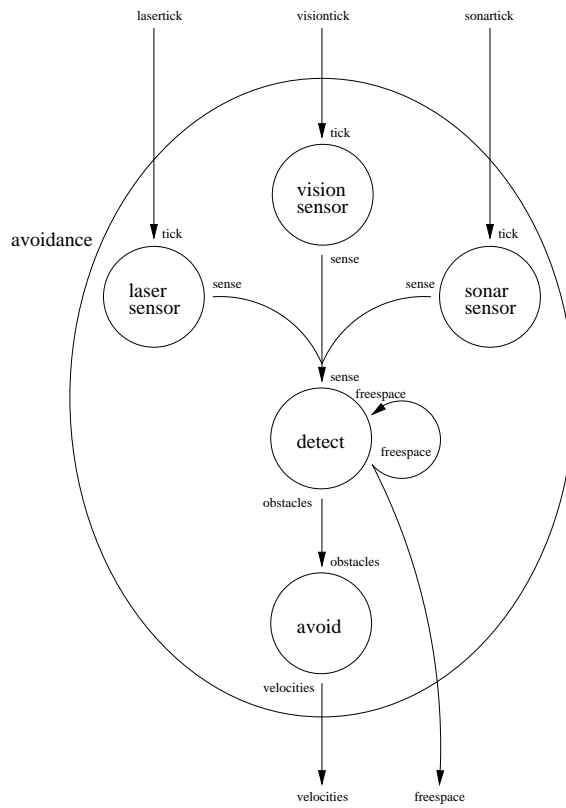 lasertick
visiontick
sonartick
tick
vision
sensor
avoidance
tick
tick
laser
sensor
sense
sense
sense
sonar
sensor
sense
freespace
detect
freespace
obstacles
obstacles
avoid
velocities
velocities
freespace